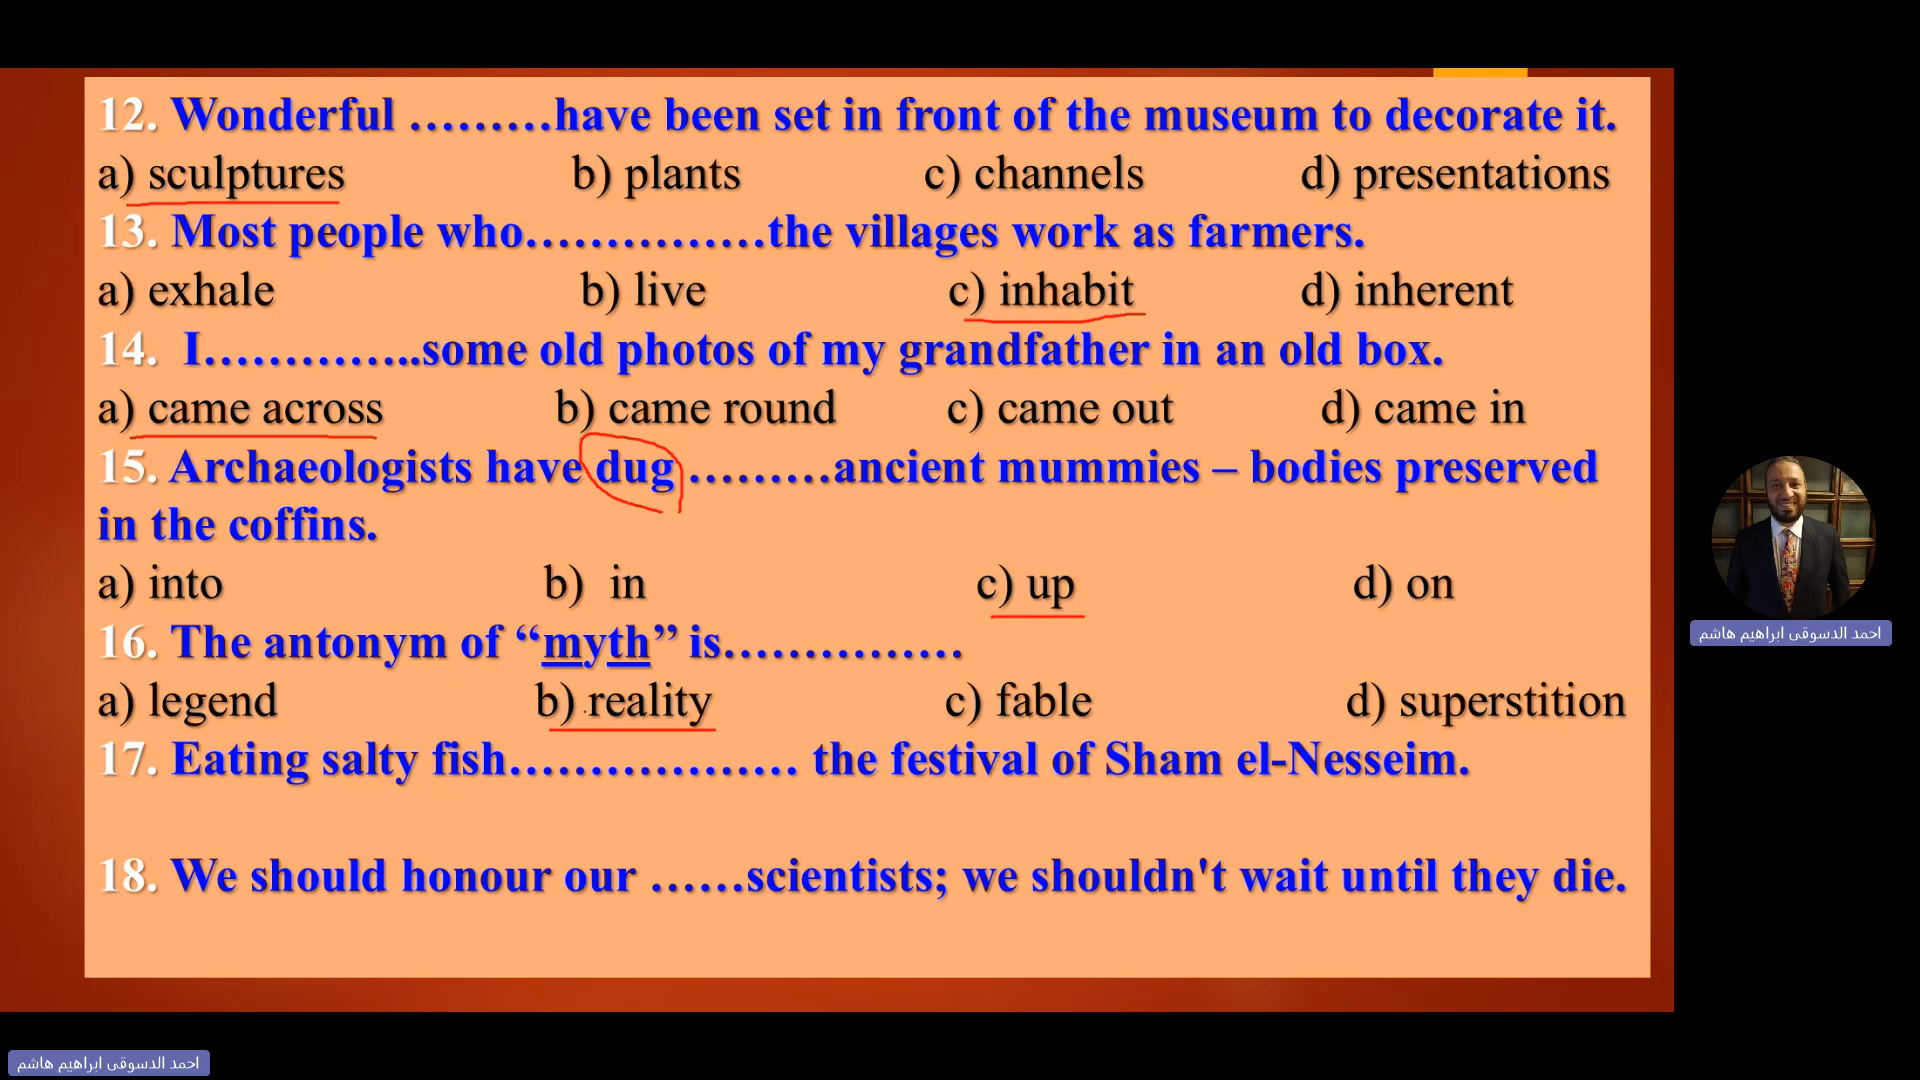 12. Wonderful ………have been set in front of the museum to decorate it.
a) sculptures b) plants c) channels d) presentations
13. Most people who……………the villages work as farmers.
a) exhale b) live c) inhabit d) inherent
14. I…………..some old photos of my grandfather in an old box.
a) came across b) came round c) came out d) came in
15. Archaeologists have dug ………ancient mummies – bodies preserved
in the coffins.
a) into b) in c) up d) on
16. The antonym of “myth” is……………
a) legend b) reality c) fable d) superstition
17. Eating salty fish……………… the festival of Sham el-Nesseim.
18. We should honour our ……scientists; we shouldn't wait until they die.
احمد الدسوقى ابراهيم هاشم
احمد الدسوقى ابراهيم هاشم